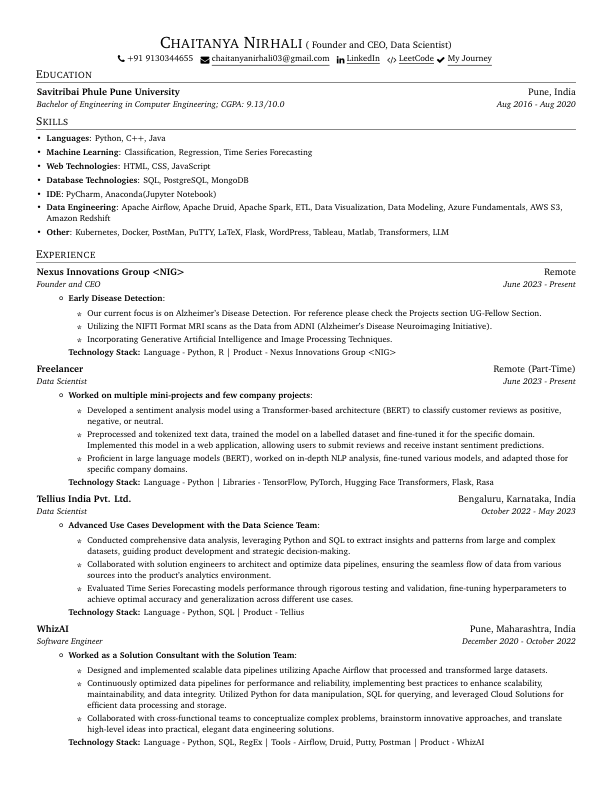 Chaitanya Nirhali ( Founder and CEO, Data Scientist)
+91 9130344655 chaitanyanirhali03@gmail.com LinkedIn LeetCode My Journey
Education
Savitribai Phule Pune University Pune, India
Bachelor of Engineering in Computer Engineering; CGPA: 9.13/10.0 Aug 2016 - Aug 2020
Skills
• Languages: Python, C++, Java
• Machine Learning: Classification, Regression, Time Series Forecasting
• Web Technologies: HTML, CSS, JavaScript
• Database Technologies: SQL, PostgreSQL, MongoDB
• IDE: PyCharm, Anaconda(Jupyter Notebook)
• Data Engineering: Apache Airflow, Apache Druid, Apache Spark, ETL, Data Visualization, Data Modeling, Azure Fundamentals, AWS S3,
Amazon Redshift
• Other: Kubernetes, Docker, PostMan, PuTTY, LaTeX, Flask, WordPress, Tableau, Matlab, Transformers, LLM
Experience
Nexus Innovations Group <NIG> Remote
Founder and CEO June 2023 - Present
◦ Early Disease Detection:
⋆ Our current focus is on Alzheimer's Disease Detection. For reference please check the Projects section UG-Fellow Section.
⋆ Utilizing the NIFTI Format MRI scans as the Data from ADNI (Alzheimer's Disease Neuroimaging Initiative).
⋆ Incorporating Generative Artificial Intelligence and Image Processing Techniques.
Technology Stack: Language - Python, R | Product - Nexus Innovations Group <NIG>
Freelancer Remote (Part-Time)
Data Scientist June 2023 - Present
◦ Worked on multiple mini-projects and few company projects:
⋆ Developed a sentiment analysis model using a Transformer-based architecture (BERT) to classify customer reviews as positive,
negative, or neutral.
⋆ Preprocessed and tokenized text data, trained the model on a labelled dataset and fine-tuned it for the specific domain.
Implemented this model in a web application, allowing users to submit reviews and receive instant sentiment predictions.
⋆ Proficient in large language models (BERT), worked on in-depth NLP analysis, fine-tuned various models, and adapted those for
specific company domains.
Technology Stack: Language - Python | Libraries - TensorFlow, PyTorch, Hugging Face Transformers, Flask, Rasa
Tellius India Pvt. Ltd. Bengaluru, Karnataka, India
Data Scientist October 2022 - May 2023
◦ Advanced Use Cases Development with the Data Science Team:
⋆ Conducted comprehensive data analysis, leveraging Python and SQL to extract insights and patterns from large and complex
datasets, guiding product development and strategic decision-making.
⋆ Collaborated with solution engineers to architect and optimize data pipelines, ensuring the seamless flow of data from various
sources into the product's analytics environment.
⋆ Evaluated Time Series Forecasting models performance through rigorous testing and validation, fine-tuning hyperparameters to
achieve optimal accuracy and generalization across different use cases.
Technology Stack: Language - Python, SQL | Product - Tellius
WhizAI Pune, Maharashtra, India
Software Engineer December 2020 - October 2022
◦ Worked as a Solution Consultant with the Solution Team:
⋆ Designed and implemented scalable data pipelines utilizing Apache Airflow that processed and transformed large datasets.
⋆ Continuously optimized data pipelines for performance and reliability, implementing best practices to enhance scalability,
maintainability, and data integrity. Utilized Python for data manipulation, SQL for querying, and leveraged Cloud Solutions for
efficient data processing and storage.
⋆ Collaborated with cross-functional teams to conceptualize complex problems, brainstorm innovative approaches, and translate
high-level ideas into practical, elegant data engineering solutions.
Technology Stack: Language - Python, SQL, RegEx | Tools - Airflow, Druid, Putty, Postman | Product - WhizAI